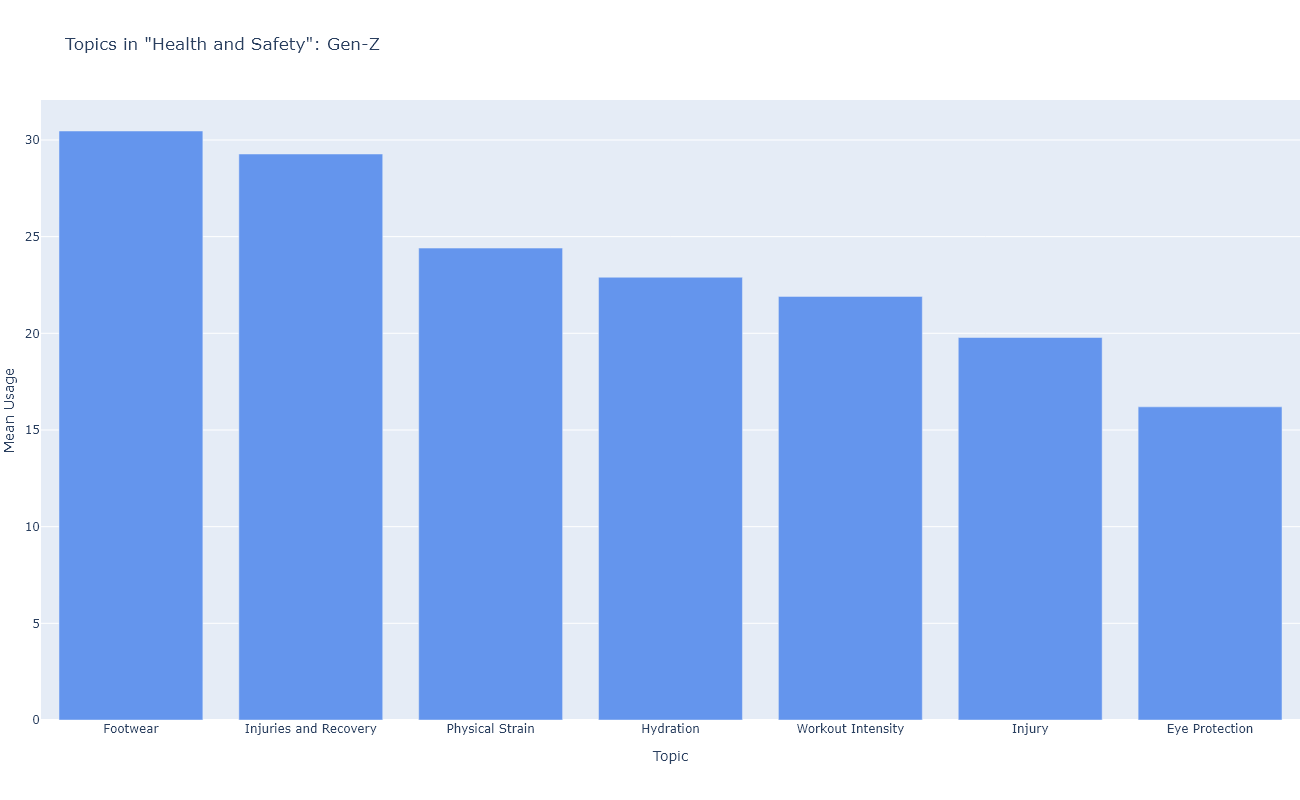 Topics in "Health and Safety": Gen-Z
Mean Usage
30
25
20
15
10
5
0
Footwear
Injuries and Recovery
Physical Strain
Hydration
Workout Intensity
Injury
Eye Protection
Topic